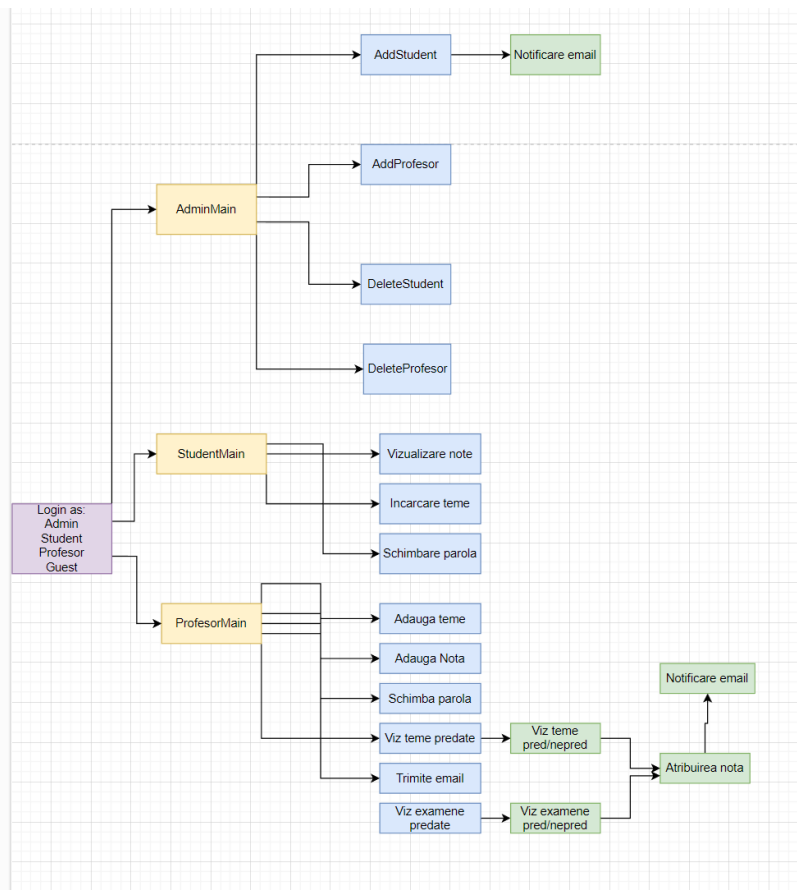 AddStudent
Notificare email
AddProfesor
AdminMain
DeleteStudent
DeleteProfesor
StudentMain
Vizualizare note
Incarcare teme
Login as:
Admin
Student
Profesor
Guest
Schimbare parola
ProfesorMain
Adauga teme
Adauga Nota
Notificare email
Schimba parola
Viz teme predate
Viz teme
pred/nepred
Atribuirea nota
Trimite email
Viz examene
predate
Viz examene
pred/nepred